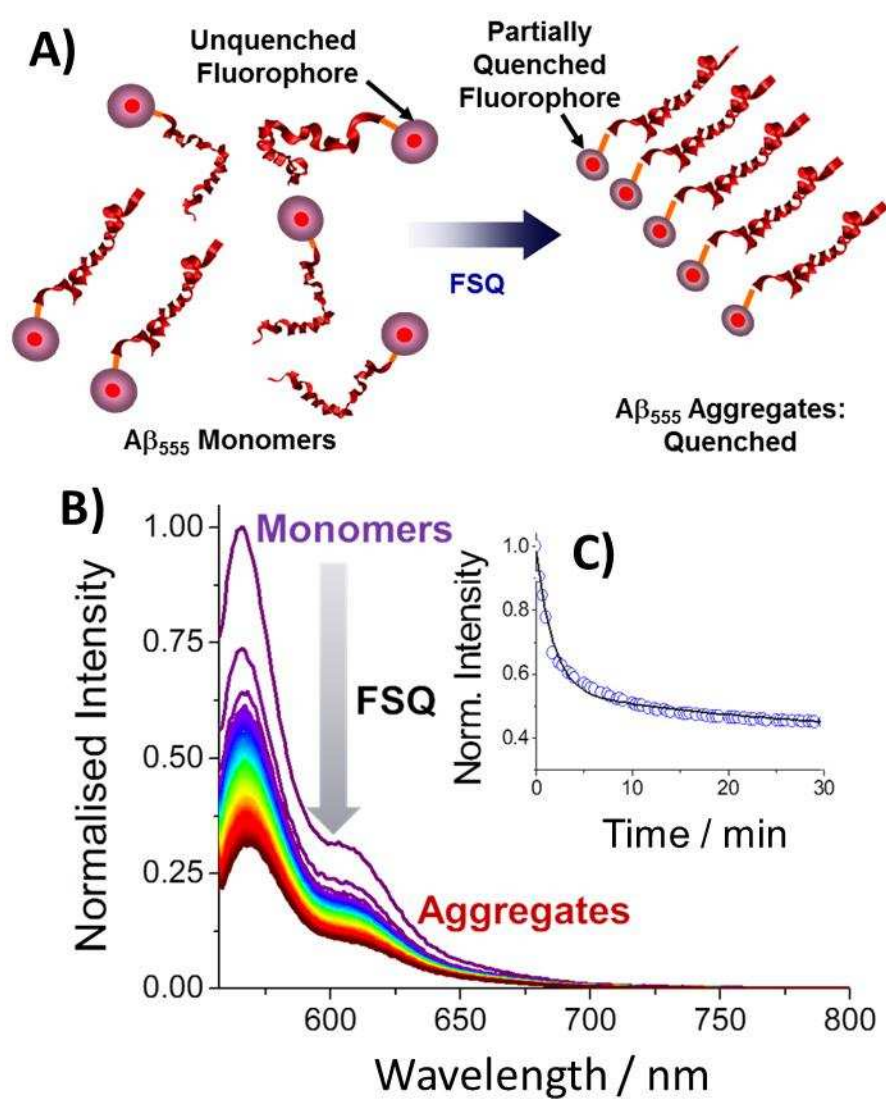 A)
Unquenched
Fluorophore
Partially
Quenched
Fluorophore
FSQ
Aβ555 Monomers
Aβ555 Aggregates:
Quenched
B)
Monomers
FSQ
Aggregates
Normalised Intensity
1.00
0.75
0.50
0.25
0.00
600
650
700
750
800
Wavelength / nm
C)
Norm. Intensity
1.0
0.8
0.6
0.4
0
10
20
30
Time / min